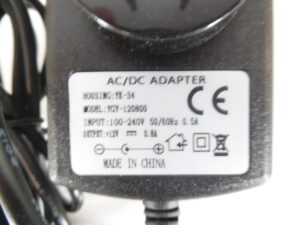 AC/DC ADAPTER
HOUSING:YK-34
MODEL:YCY-120800
INPUT:100-240V 50/60Hz 0.5A
OUTPUT:+12V 0.8A
CE
MADE IN CHINA